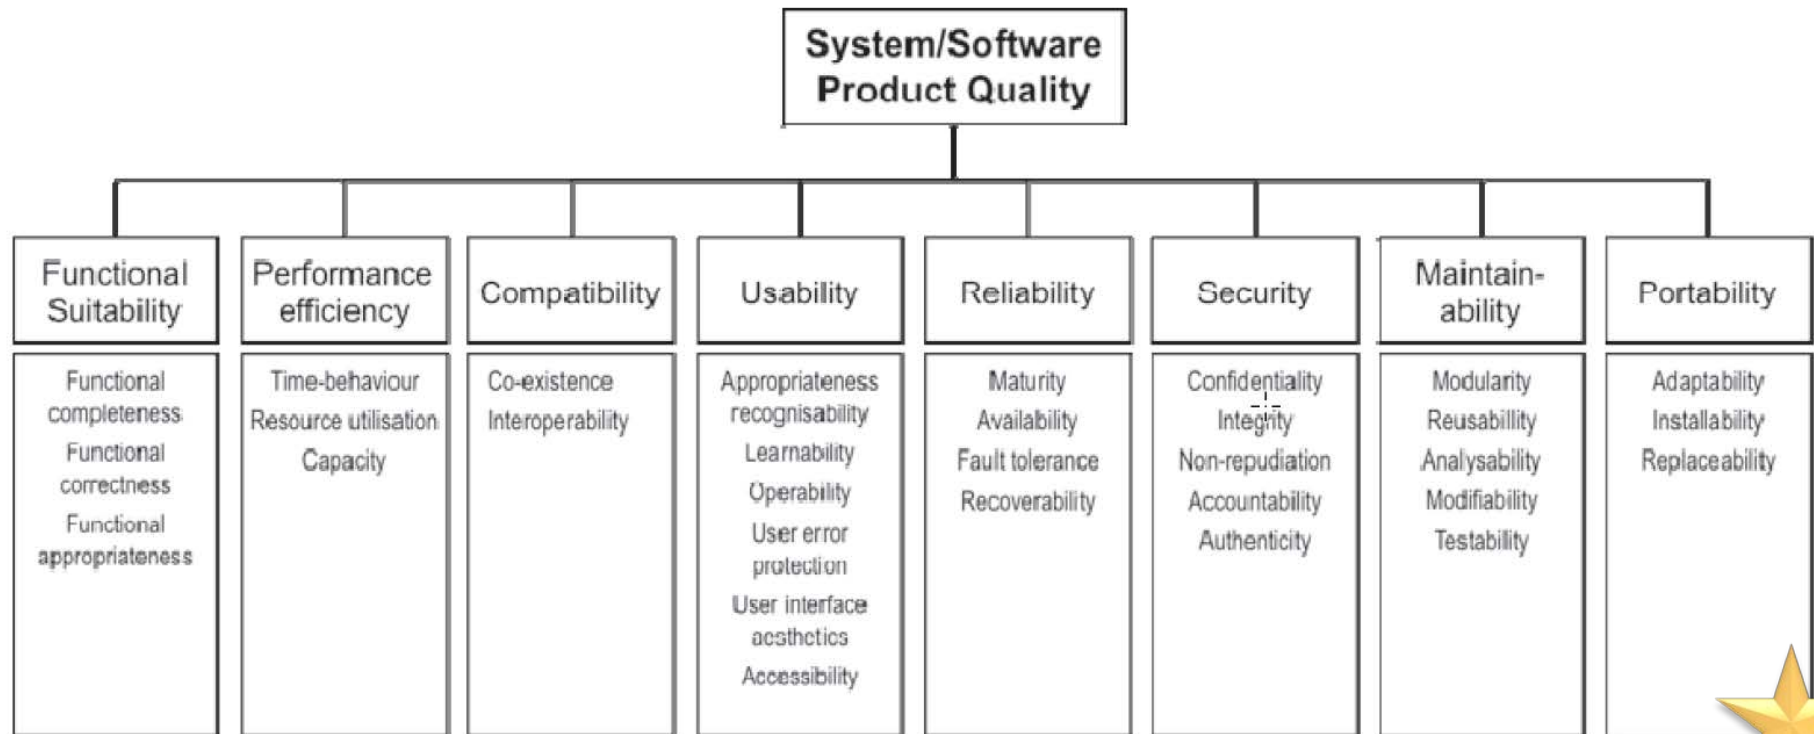 System/Software
Product Quality
Functional
Suitability
Performance
efficiency
Compatibility
Usability
Reliability
Security
Maintain-
ability
Portability
Functional
completeness
Functional
correctness
Functional
appropriateness
Time-behaviour
Resource utilisation
Capacity
Co-existence
Interoperability
Appropriateness
recognisability
Learnability
Operability
User error
protection
User interface
aesthetics
Accessibility
Maturity
Availability
Fault tolerance
Recoverability
Confidentiality
Integrity
Non-repudiation
Accountability
Authenticity
Modularity
Reusabillity
Analysability
Modifiability
Testability
Adaptability
Installability
Replaceability